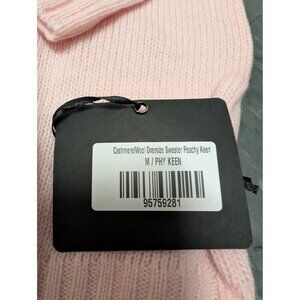 Cashmere/Wool Oversize Sweater Peachy Keen
M / PHY KEEN
95759281